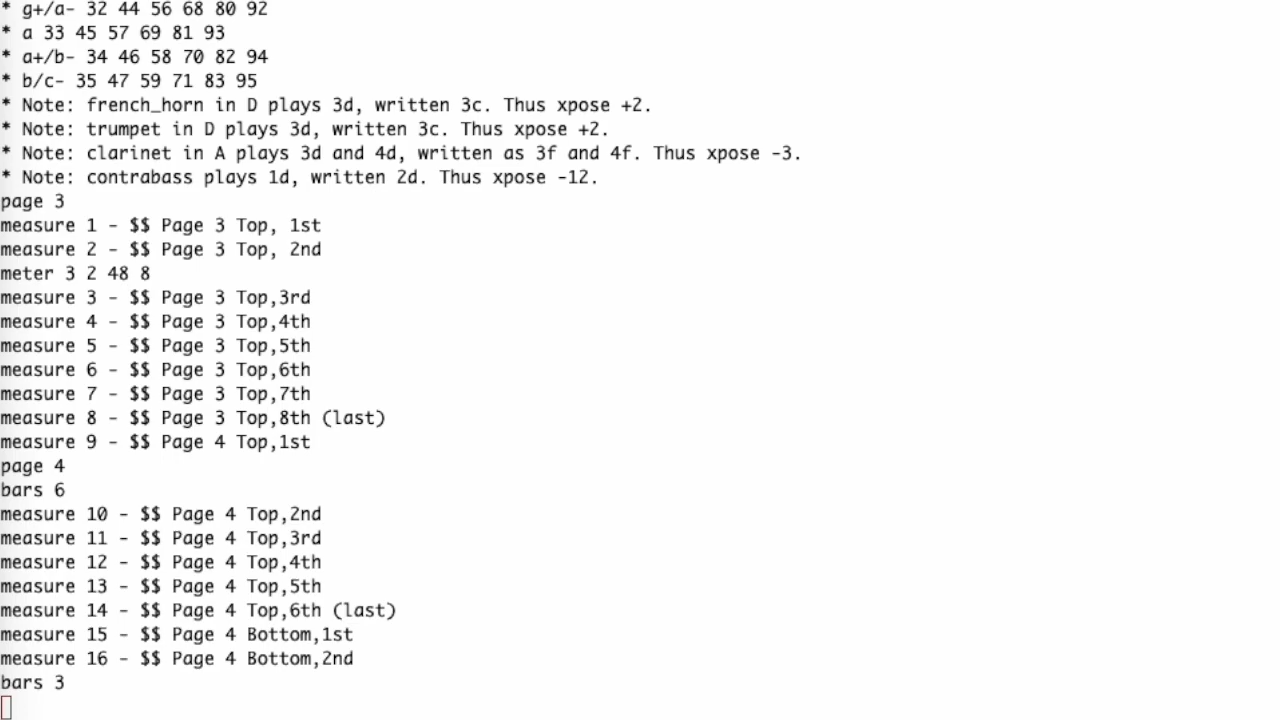 * g+/a- 32 44 56 68 80 92
* a 33 45 57 69 81 93
* a+/b- 34 46 58 70 82 94
* b/c- 35 47 59 71 83 95
* Note: french_horn in D plays 3d, written 3c. Thus xpose +2.
* Note: trumpet in D plays 3d, written 3c. Thus xpose +2.
* Note: clarinet in A plays 3d and 4d, written as 3f and 4f. Thus xpose -3.
* Note: contrabass plays 1d, written 2d. Thus xpose -12.
page 3
measure 1 - $$ Page 3 Top, 1st
measure 2 - $$ Page 3 Top, 2nd
meter 3 2 48 8
measure 3 - $$ Page 3 Top,3rd
measure 4 - $$ Page 3 Top,4th
measure 5 - $$ Page 3 Top,5th
measure 6 - $$ Page 3 Top,6th
measure 7 - $$ Page 3 Top,7th
measure 8 - $$ Page 3 Top,8th (last)
measure 9 - $$ Page 4 Top,1st
page 4
bars 6
measure 10 - $$ Page 4 Top,2nd
measure 11 - $$ Page 4 Top,3rd
measure 12 - $$ Page 4 Top,4th
measure 13 - $$ Page 4 Top,5th
measure 14 - $$ Page 4 Top,6th (last)
measure 15 - $$ Page 4 Bottom,1st
measure 16 - $$ Page 4 Bottom,2nd
bars 3